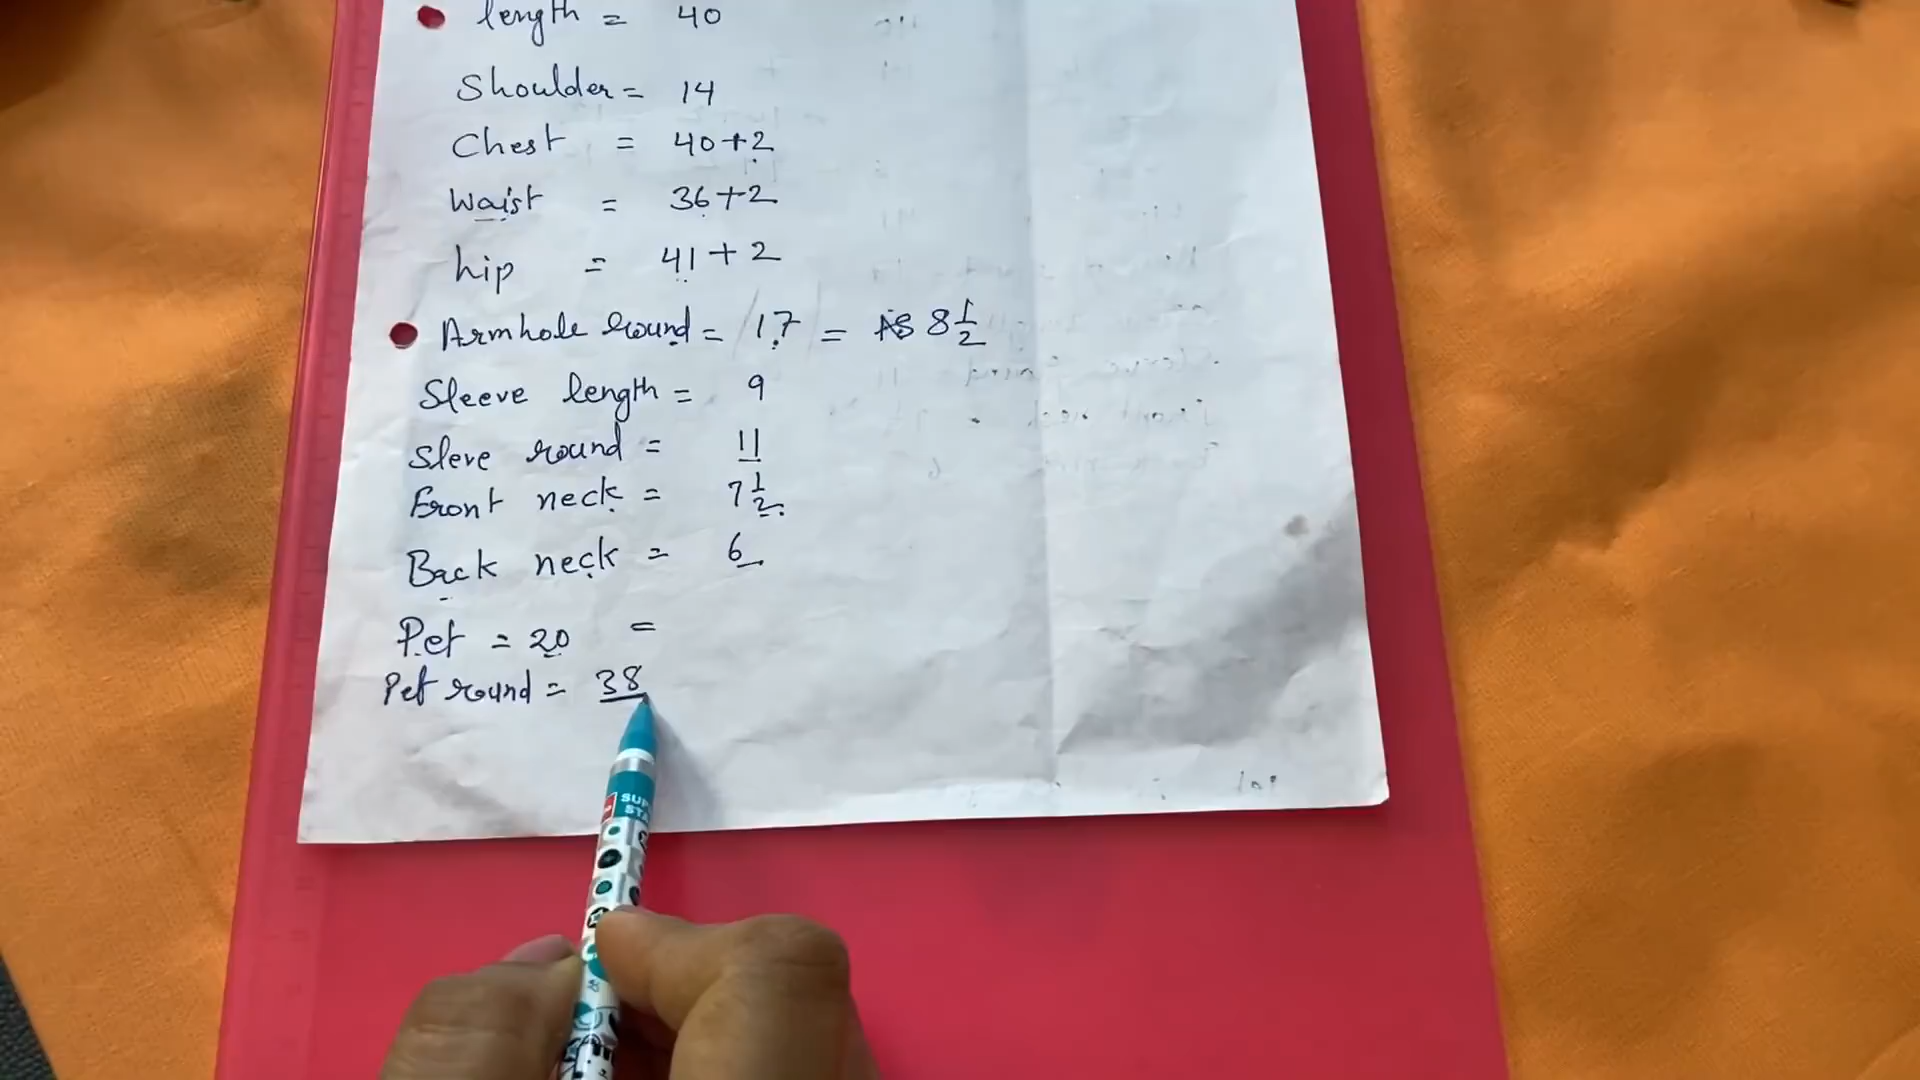 length = 40
Shoulder = 14
Chest = 40+2
Waist = 36+2
hip = 41+2
Armhole round = 17 = 8 1/2
Sleeve length = 9
Sleve round = 11
Front neck = 7 1/2
Back neck = 6
Pet = 20 =
Pet round = 38
SUP
ST